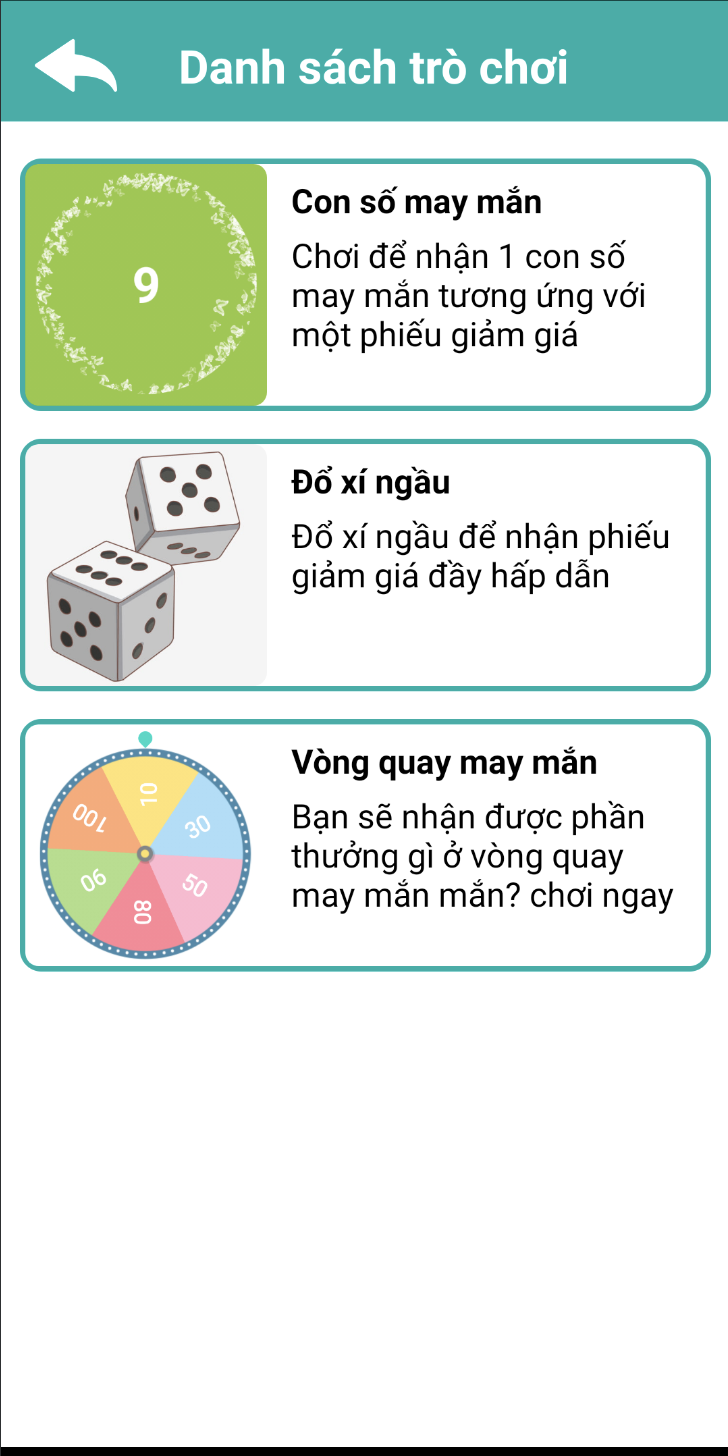 Danh sách trò chơi
9
Con số may mắn
Chơi để nhận 1 con số
may mắn tương ứng với
một phiếu giảm giá
Đổ xí ngầu
Đổ xí ngầu để nhận phiếu
giảm giá đầy hấp dẫn
10
30
50
80
90
100
Vòng quay may mắn
Bạn sẽ nhận được phần
thưởng gì ở vòng quay
may mắn mắn? chơi ngay